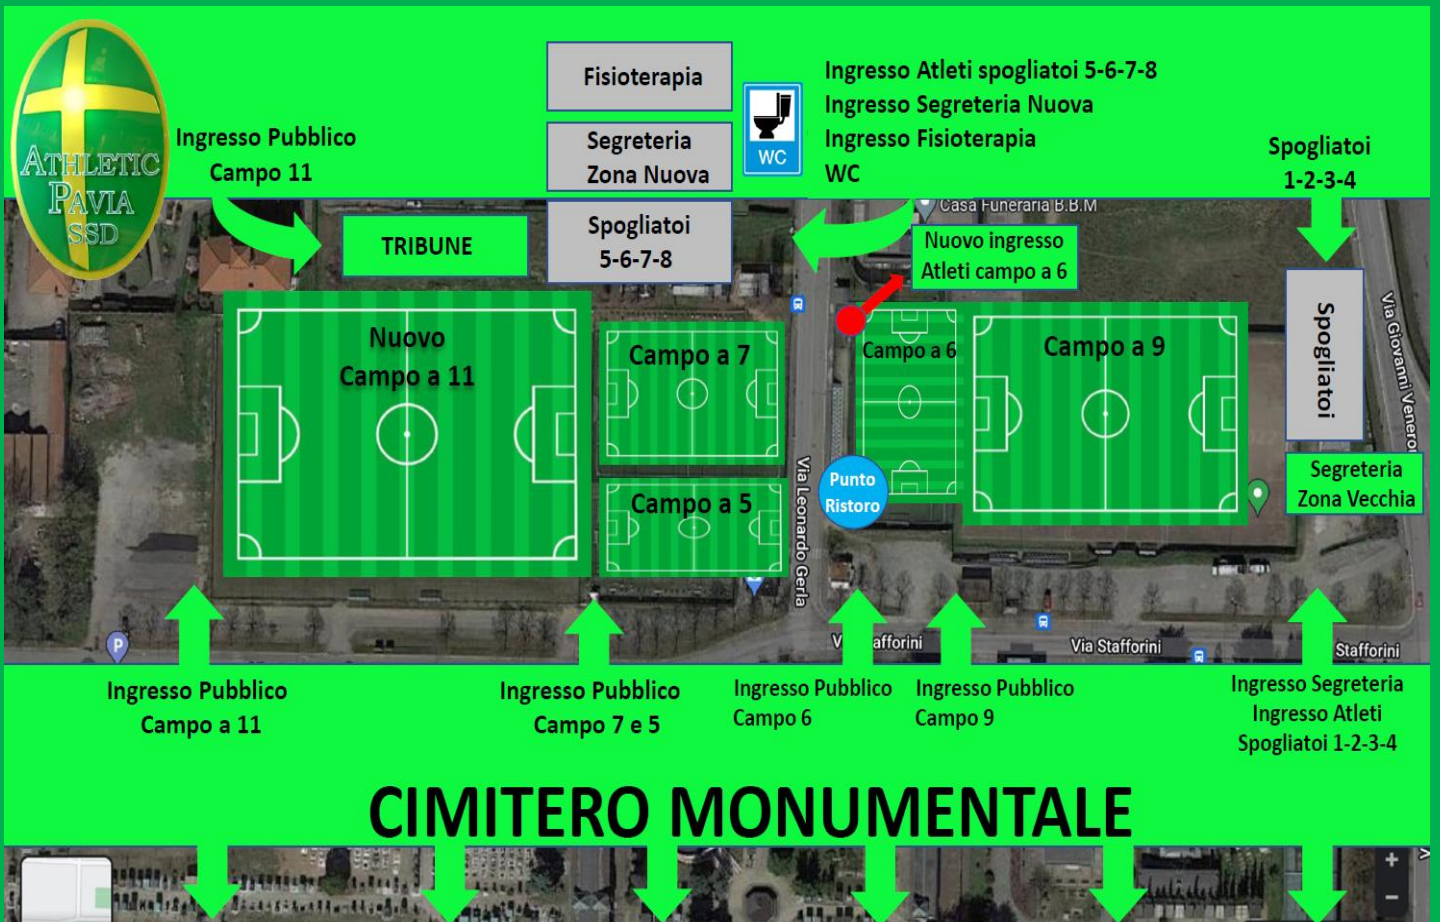 ATHLETIC
PAVIA
SSD
Ingresso Pubblico
Campo 11
Fisioterapia
Segreteria
Zona Nuova
Spogliatoi
5-6-7-8
WC
Ingresso Atleti spogliatoi 5-6-7-8
Ingresso Segreteria Nuova
Ingresso Fisioterapia
WC
Spogliatoi
1-2-3-4
Casa Funeraria B.B.M
TRIBUNE
Nuovo ingresso
Atleti campo a 6
Nuovo
Campo a 11
Campo a 7
Campo a 5
Campo a 6
Campo a 9
Spogliatoi
Via Giovanni
Segreteria
Zona Vecchia
Punto
Ristoro
Via Leonardo Gerla
P
Via Stafforini
Stafforini
Ingresso Pubblico
Campo a 11
Ingresso Pubblico
Campo 7 e 5
Ingresso Pubblico
Campo 6
Ingresso Pubblico
Campo 9
Ingresso Segreteria
Ingresso Atleti
Spogliatoi 1-2-3-4
CIMITERO MONUMENTALE